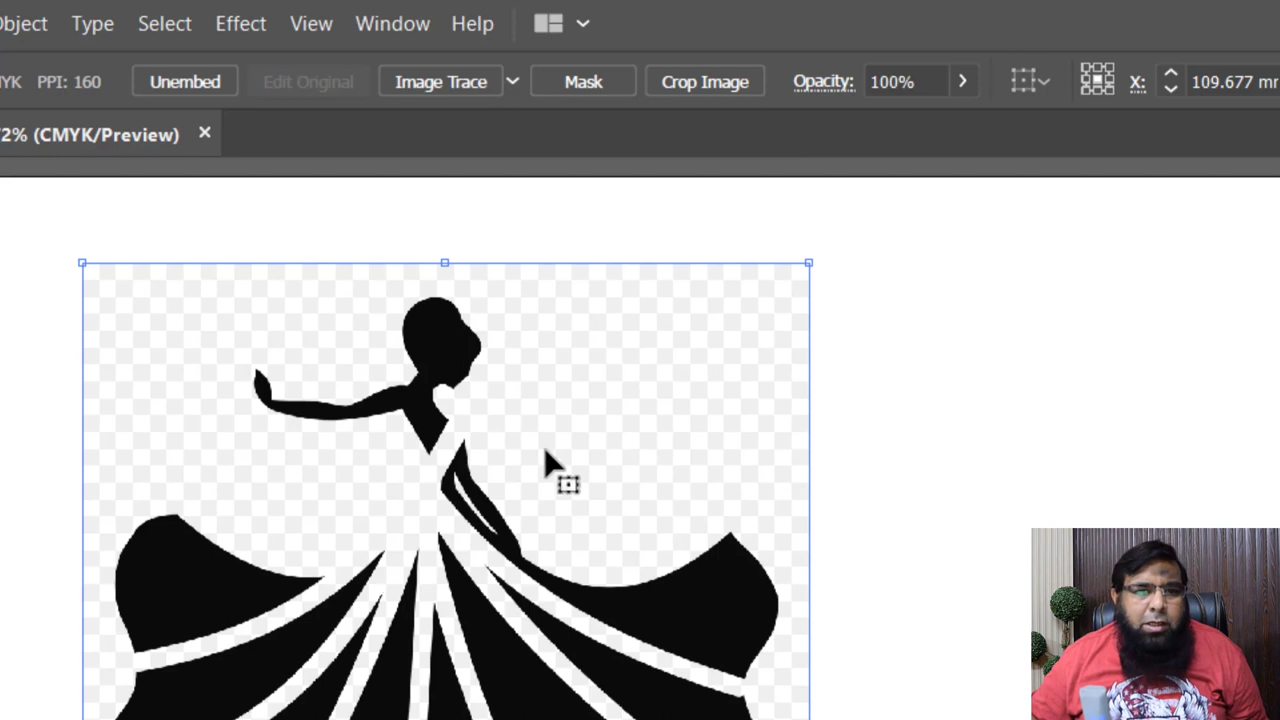 Object Type Select Effect View Window Help
YK PPI: 160 Unembed Edit Original Image Trace Mask Crop Image Opacity: 100% X: 109.677 mm
2% (CMYK/Preview) ×